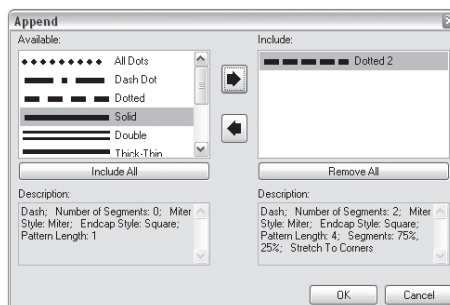 Append
Available:
All Dots
Dash Dot
Dotted
Solid
Double
Thick-Thin
Include All
Description:
Dash; Number of Segments: 0; Miter
Style: Miter; Endcap Style: Square;
Pattern Length: 1
Include:
Dotted 2
Remove All
Description:
Dash; Number of Segments: 2; Miter
Style: Miter; Endcap Style: Square;
Pattern Length: 4; Segments: 75%,
25%; Stretch To Corners
OK
Cancel